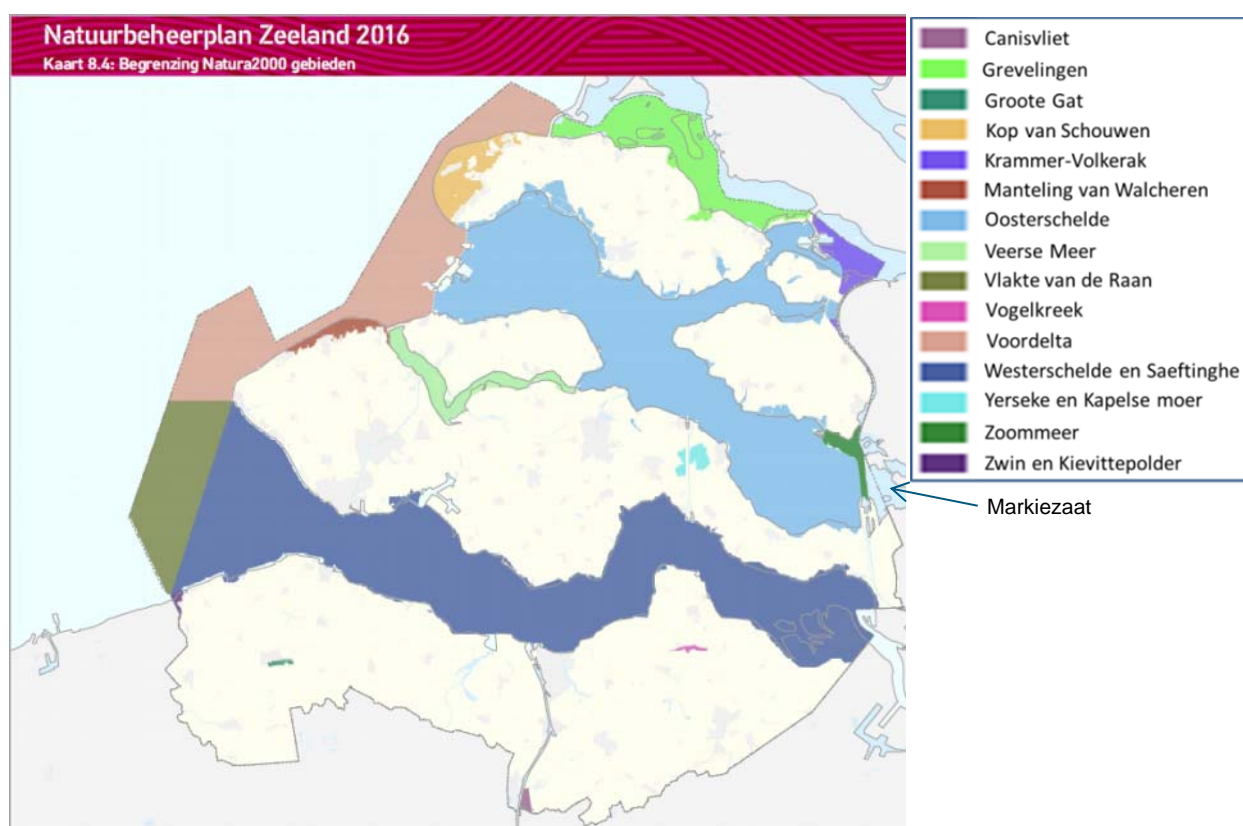 Natuurbeheerplan Zeeland 2016
Kaart 8.4: Begrenzing Natura2000 gebieden
Canisvliet
Grevelingen
Groote Gat
Kop van Schouwen
Krammer-Volkerak
Manteling van Walcheren
Oosterschelde
Veerse Meer
Vlakte van de Raan
Vogelkreek
Voordelta
Westerschelde en Saeftinghe
Yerseke en Kapelse moer
Zoommeer
Zwin en Kievittepolder
Markiezaat